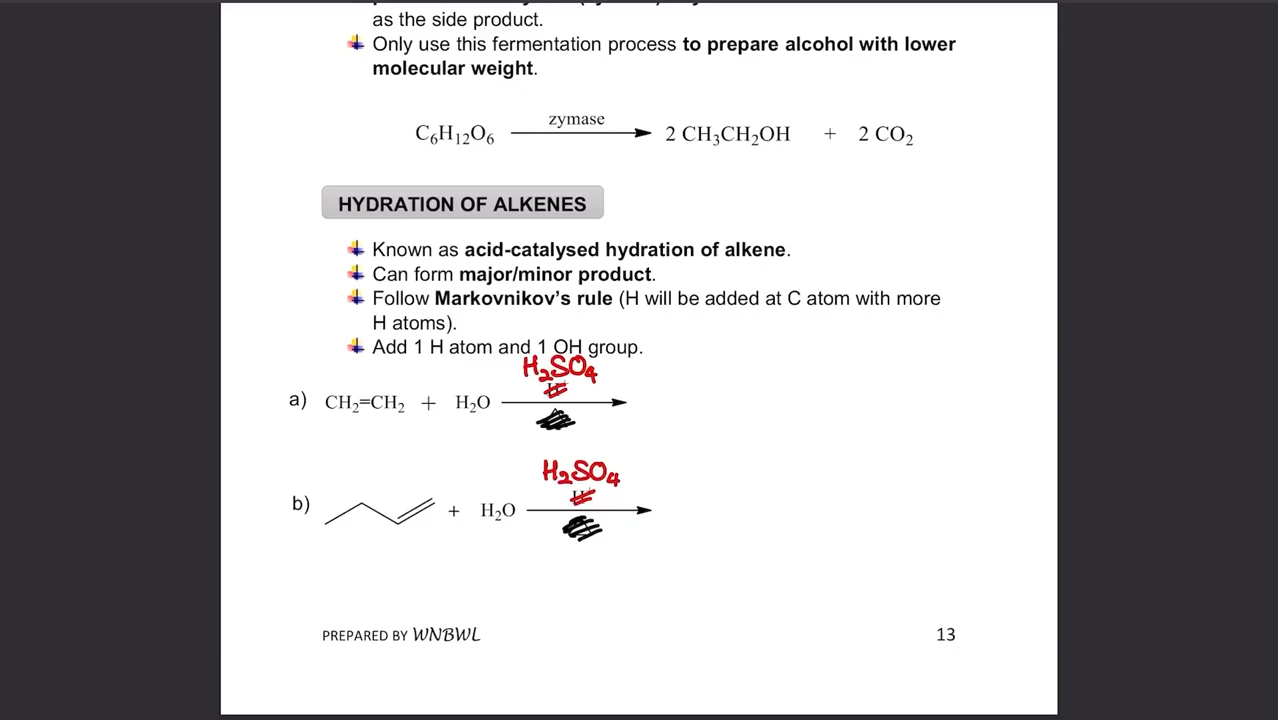 as the side product.
Only use this fermentation process to prepare alcohol with lower
molecular weight.
zymase
C₆H₁₂O₆ 2 CH₃CH₂OH + 2 CO₂
HYDRATION OF ALKENES
Known as acid-catalysed hydration of alkene.
Can form major/minor product.
Follow Markovnikov's rule (H will be added at C atom with more
H atoms).
Add 1 H atom and 1 OH group.
H₂SO₄
a) CH₂=CH₂ + H₂O
H₂SO₄
b) + H₂O
PREPARED BY WNBWL 13